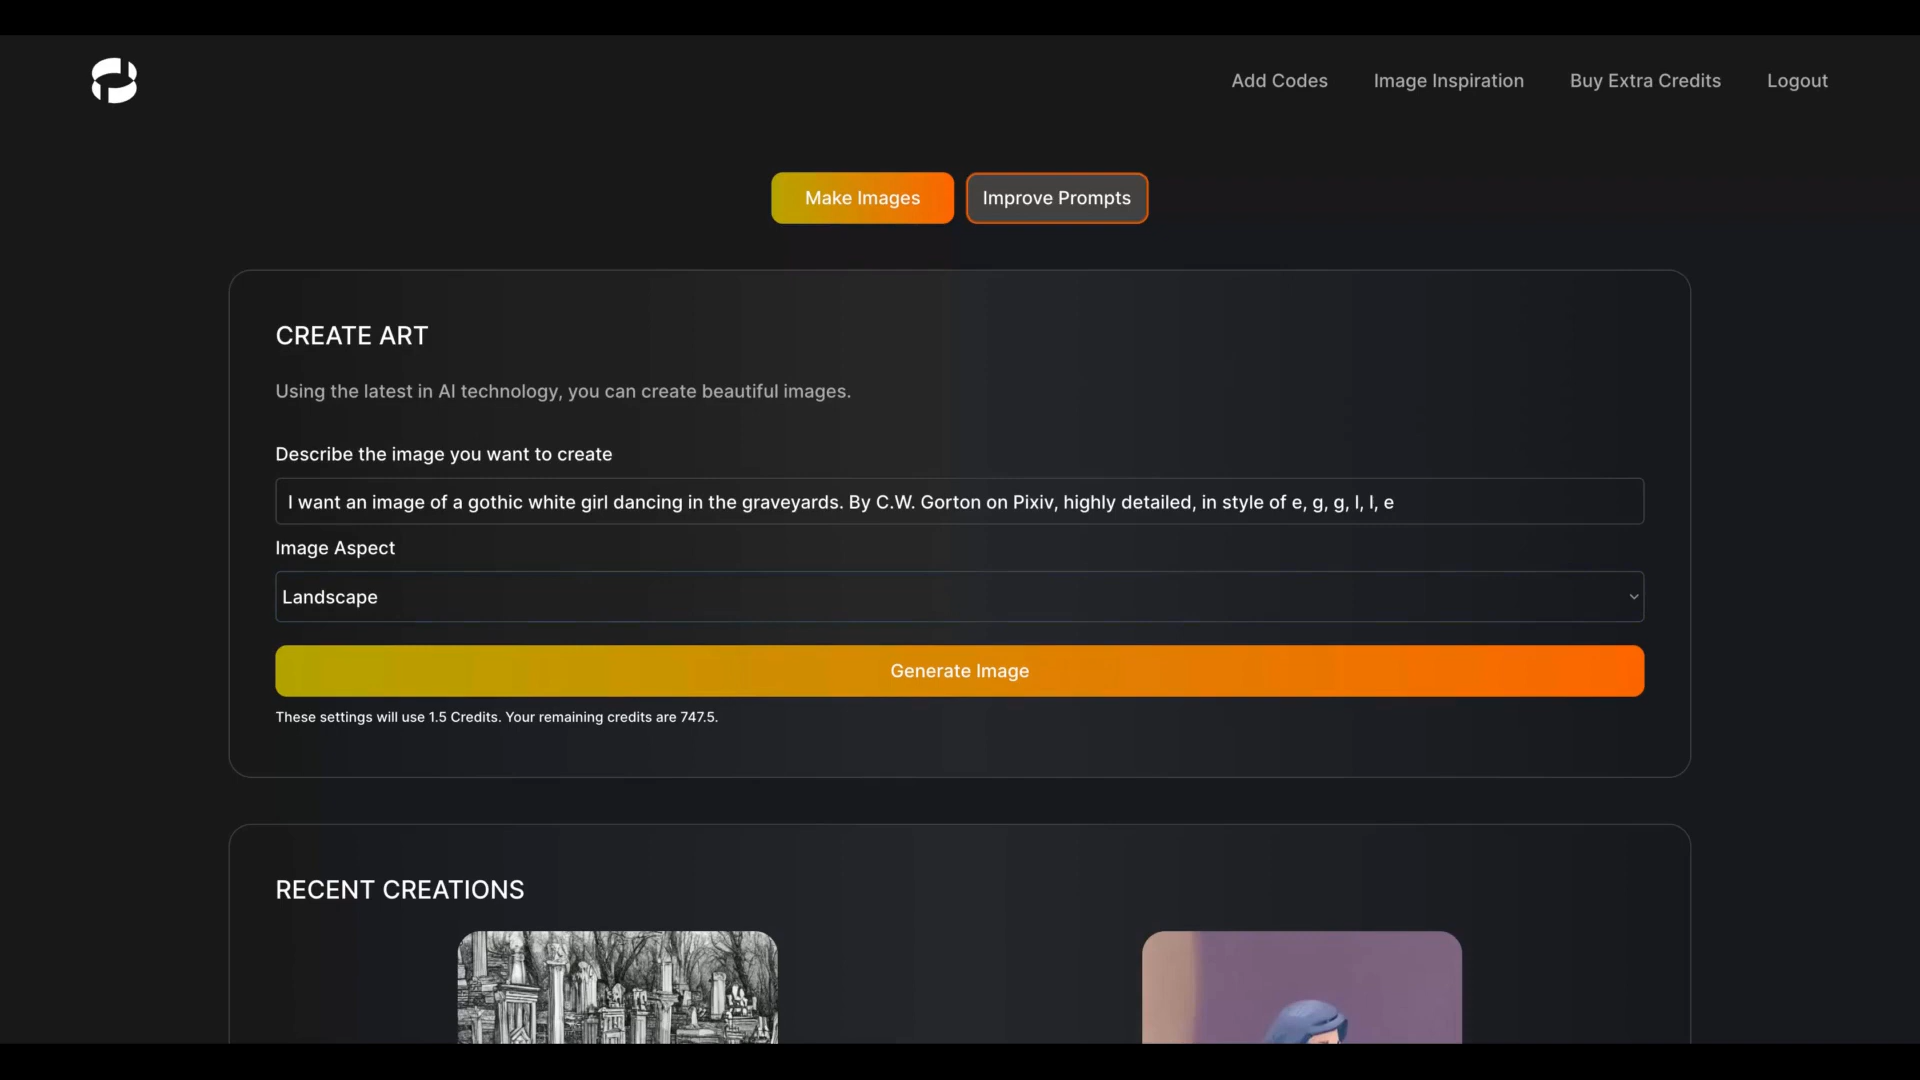 Add Codes
Image Inspiration
Buy Extra Credits
Logout
Make Images
Improve Prompts
CREATE ART
Using the latest in AI technology, you can create beautiful images.
Describe the image you want to create
I want an image of a gothic white girl dancing in the graveyards. By C.W. Gorton on Pixiv, highly detailed, in style of e, g, g, l, l, e
Image Aspect
Landscape
Generate Image
These settings will use 1.5 Credits. Your remaining credits are 747.5.
RECENT CREATIONS